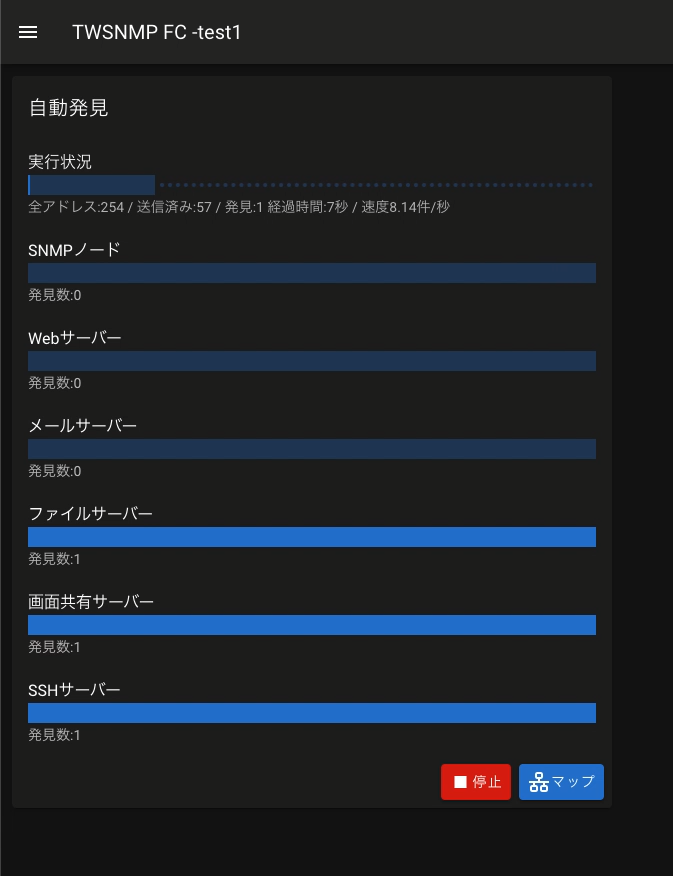 TWSNMP FC -test1
自動発見
実行状況
全アドレス:254 / 送信済み:57 / 発見:1 経過時間:7秒 / 速度8.14件/秒
SNMPノード
発見数:0
Webサーバー
発見数:0
メールサーバー
発見数:0
ファイルサーバー
発見数:1
画面共有サーバー
発見数:1
SSHサーバー
発見数:1
停止 マップ